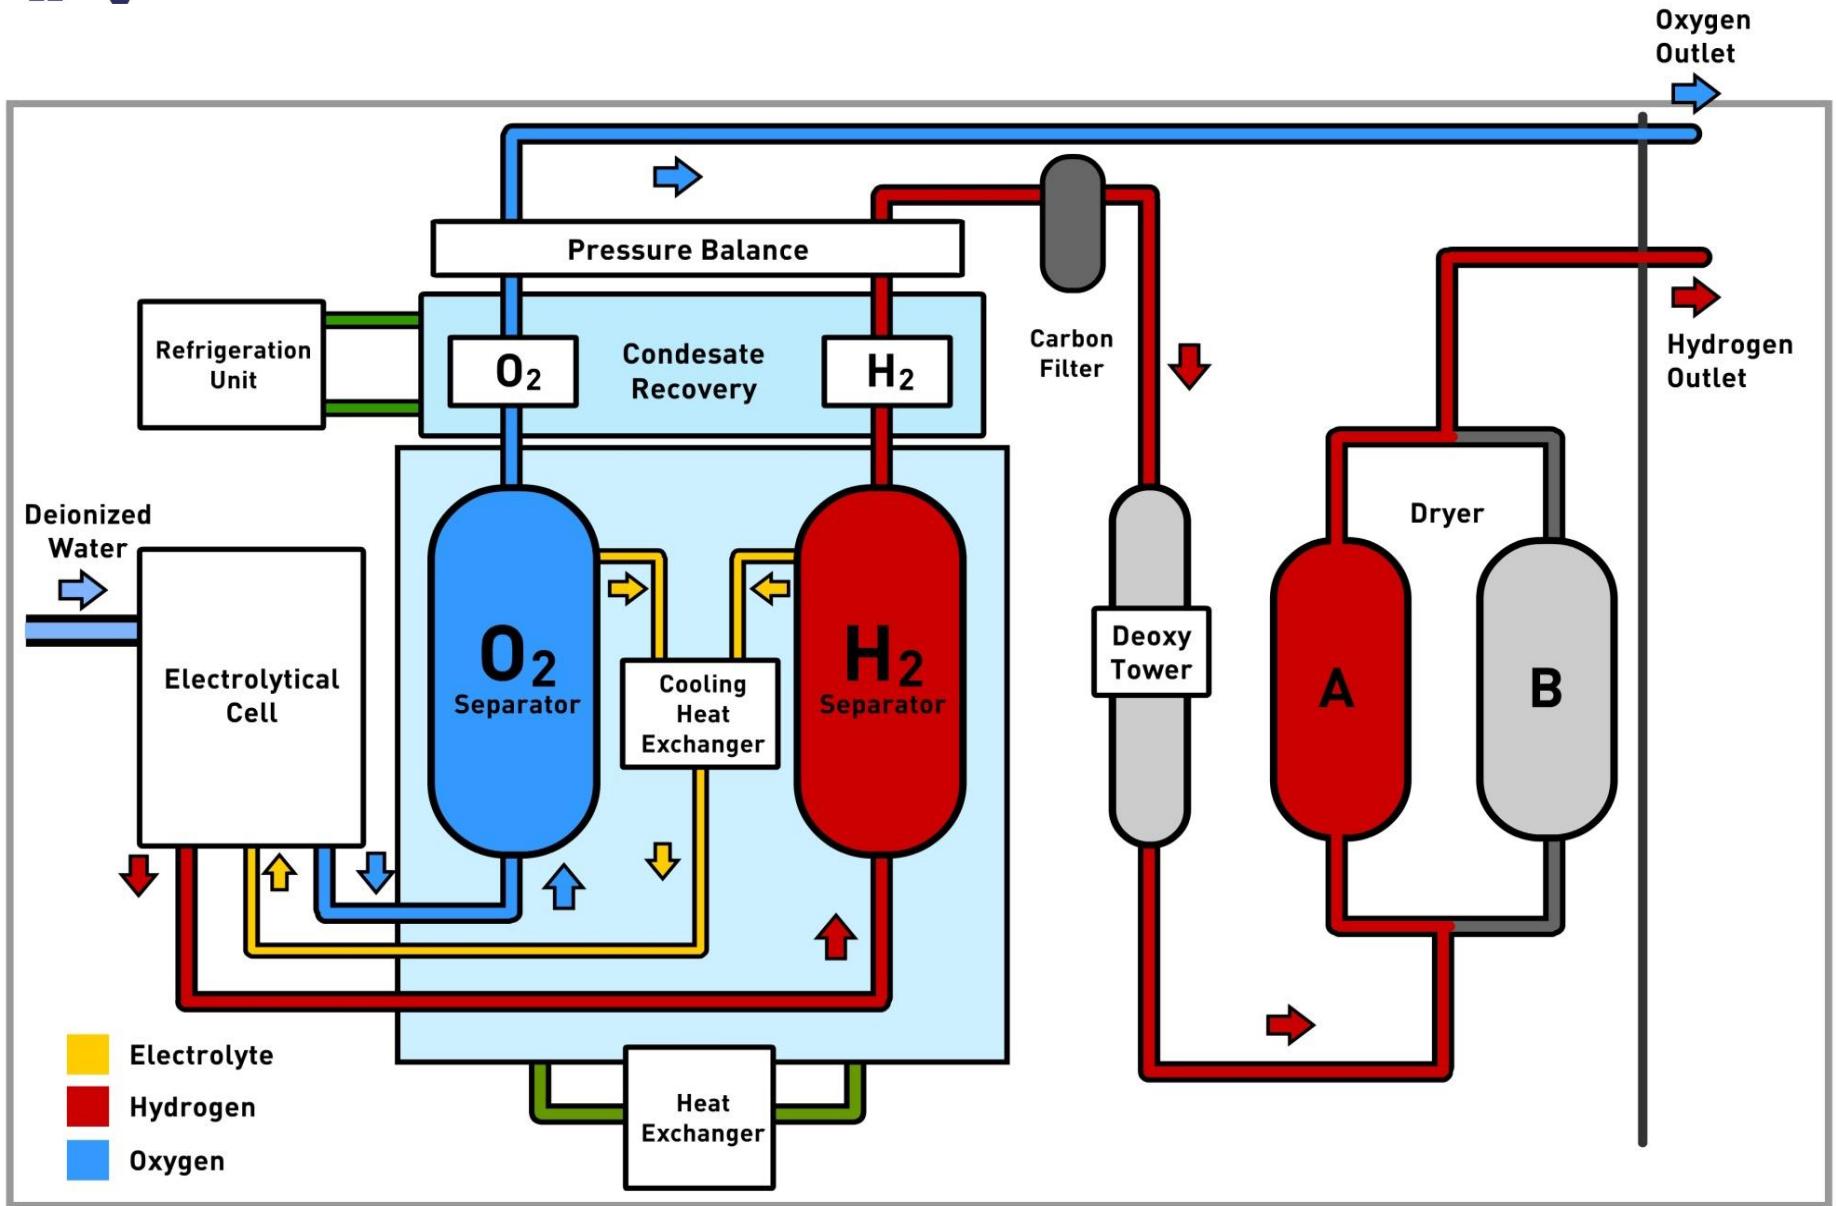 Oxygen
Outlet
Pressure Balance
Refrigeration
Unit
O2
Condesate
Recovery
H2
Carbon
Filter
Hydrogen
Outlet
Deionized
Water
Dryer
Electrolytical
Cell
O2
Separator
Cooling
Heat
Exchanger
H2
Separator
Deoxy
Tower
A
B
Electrolyte
Hydrogen
Oxygen
Heat
Exchanger